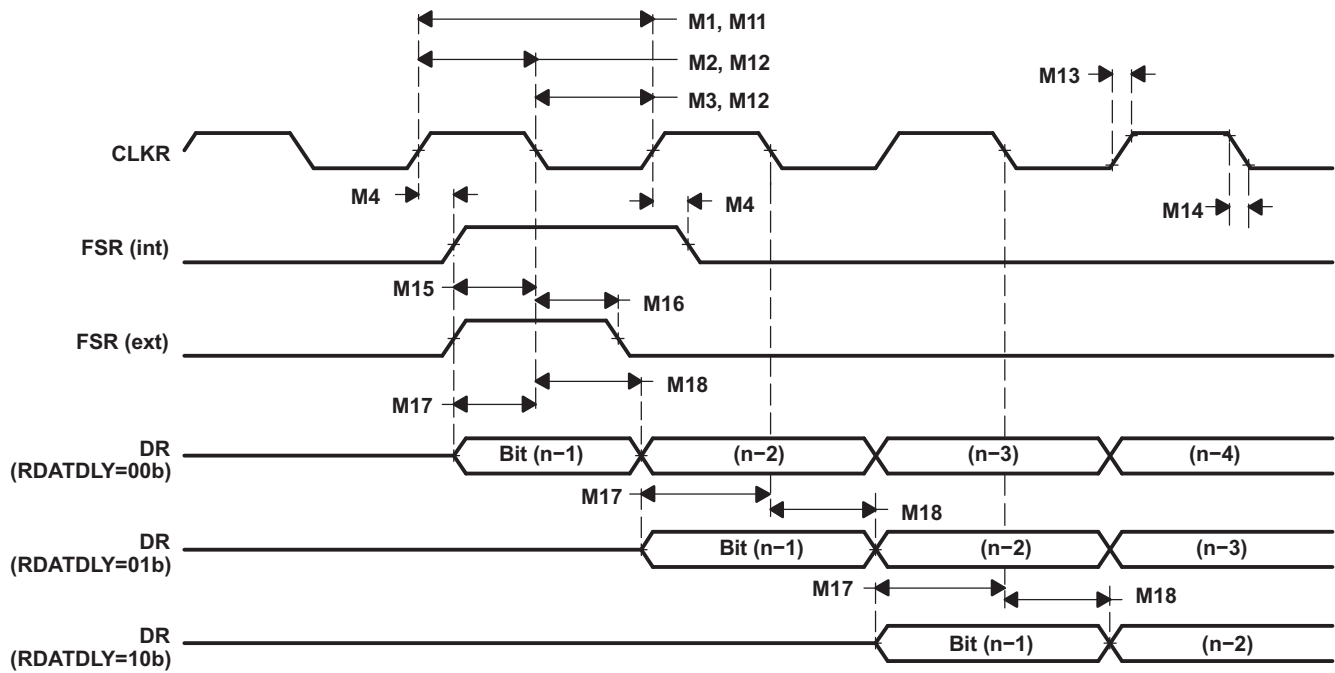 M1, M11
M2, M12
M13
M3, M12
CLKR
M4
M4
M14
FSR (int)
M15
M16
FSR (ext)
M18
M17
DR
(RDATDLY=00b)
Bit (n−1)
(n−2)
(n−3)
(n−4)
M17
M18
DR
(RDATDLY=01b)
Bit (n−1)
(n−2)
(n−3)
M17
M18
DR
(RDATDLY=10b)
Bit (n−1)
(n−2)